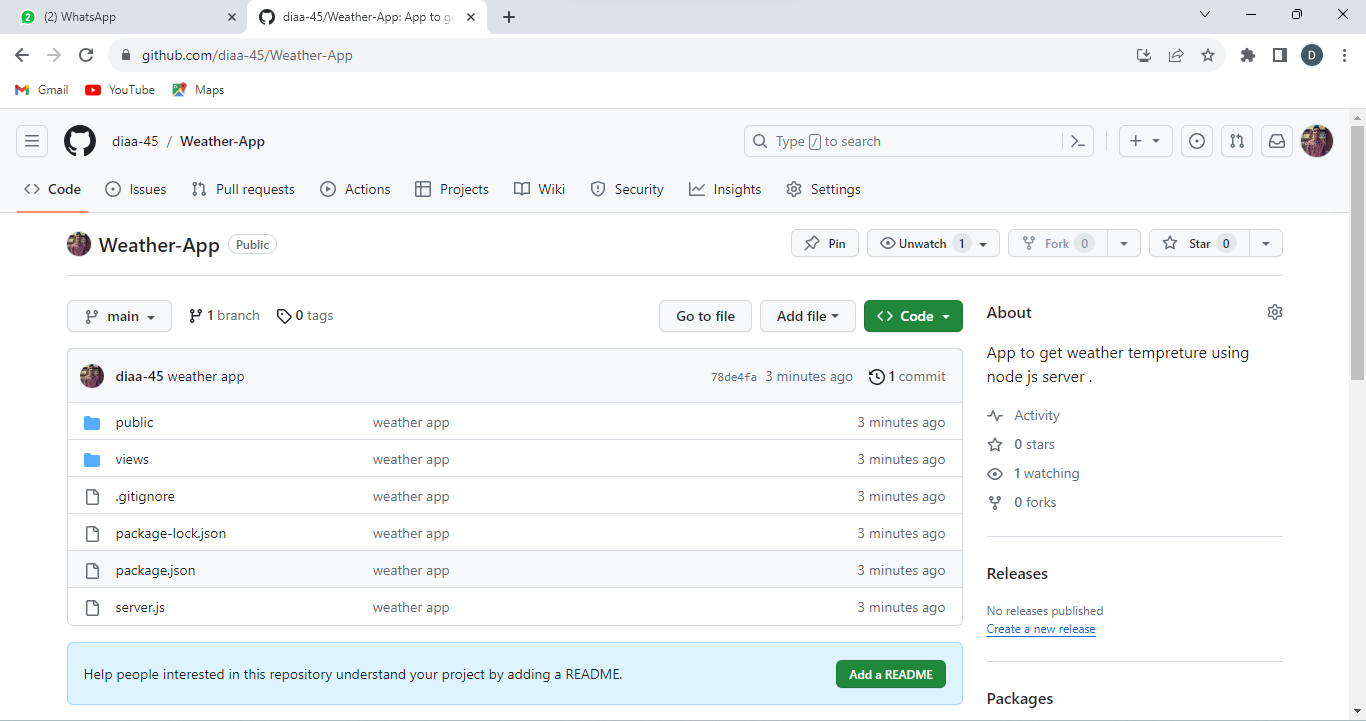 2 (2) WhatsApp
diaa-45/Weather-App: App to ge
github.com/diaa-45/Weather-App
D
Gmail YouTube Maps
diaa-45 / Weather-App
Type / to search
Code Issues Pull requests Actions Projects Wiki Security Insights Settings
Weather-App Public
Pin Unwatch 1 Fork 0 Star 0
main 1 branch 0 tags Go to file Add file Code
diaa-45 weather app 78de4fa 3 minutes ago 1 commit
public weather app 3 minutes ago
views weather app 3 minutes ago
.gitignore weather app 3 minutes ago
package-lock.json weather app 3 minutes ago
package.json weather app 3 minutes ago
server.js weather app 3 minutes ago
Help people interested in this repository understand your project by adding a README. Add a README
About
App to get weather tempreture using
node js server .
Activity
0 stars
1 watching
0 forks
Releases
No releases published
Create a new release
Packages